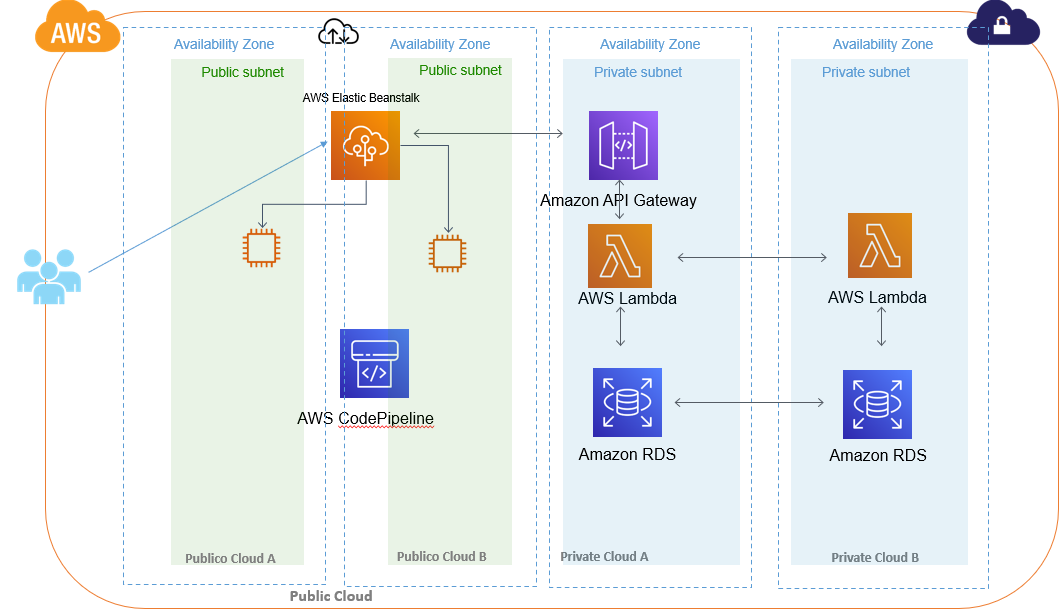 AWS
Availability Zone
Availability Zone
Availability Zone
Availability Zone
Public subnet
Public subnet
Private subnet
Private subnet
AWS Elastic Beanstalk
Amazon API Gateway
AWS Lambda
AWS Lambda
AWS CodePipeline
Amazon RDS
Amazon RDS
Publico Cloud A
Publico Cloud B
Private Cloud A
Private Cloud B
Public Cloud